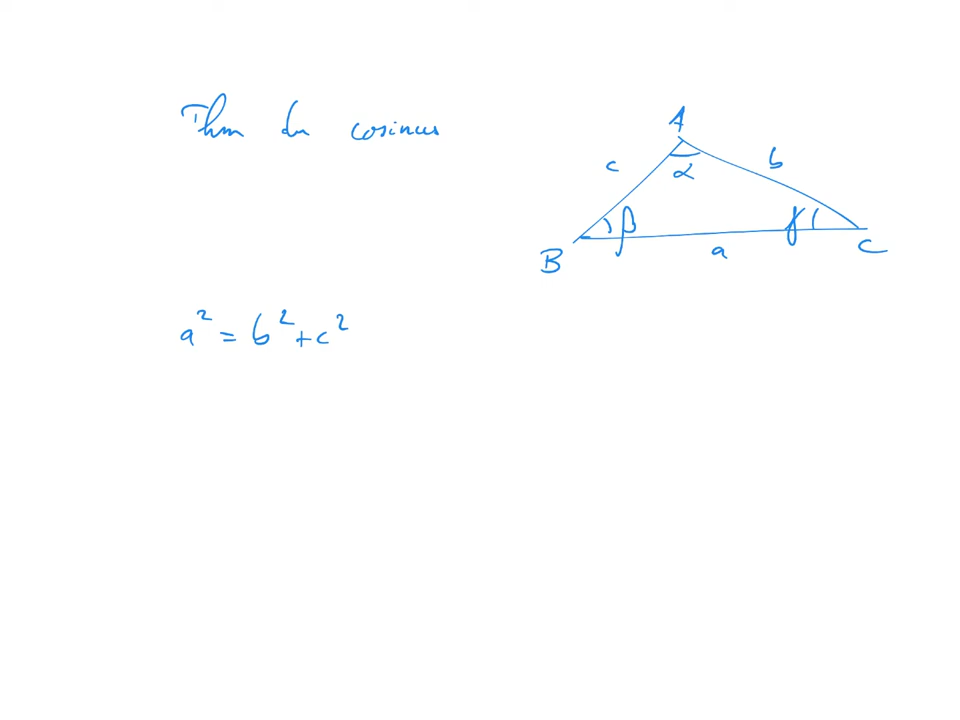 Thm du cosinus
A
c
b
α
β
γ
B
a
C
a² = b² + c²